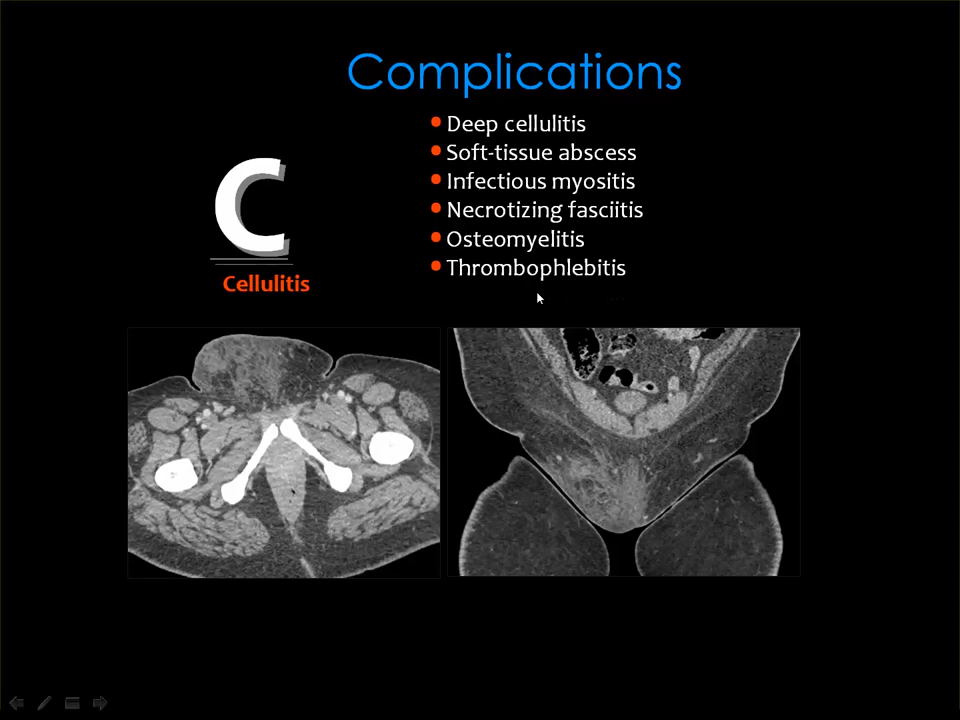 Complications
Deep cellulitis
Soft-tissue abscess
Infectious myositis
Necrotizing fasciitis
Osteomyelitis
Thrombophlebitis
C
Cellulitis